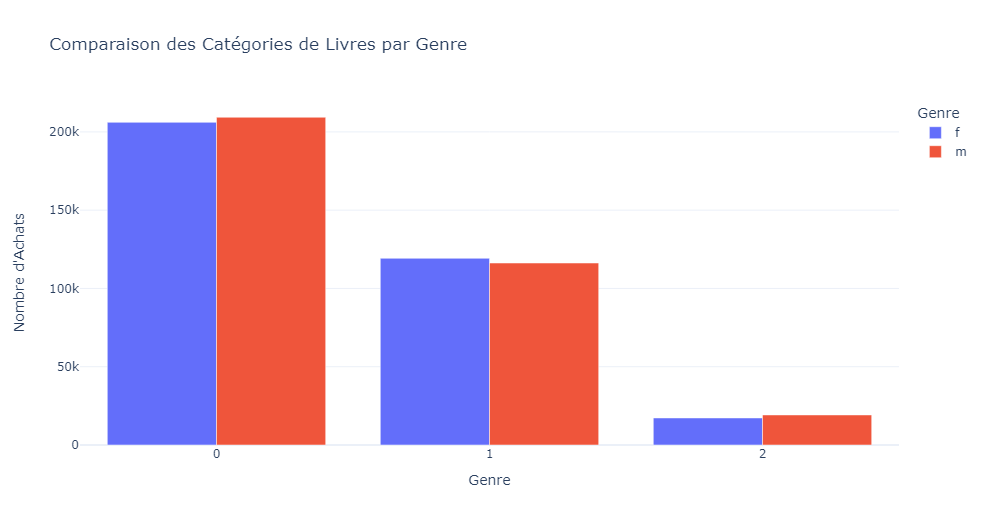 Comparaison des Catégories de Livres par Genre
Genre
f
m
Nombre d'Achats
200k
150k
100k
50k
0
0 1 2
Genre